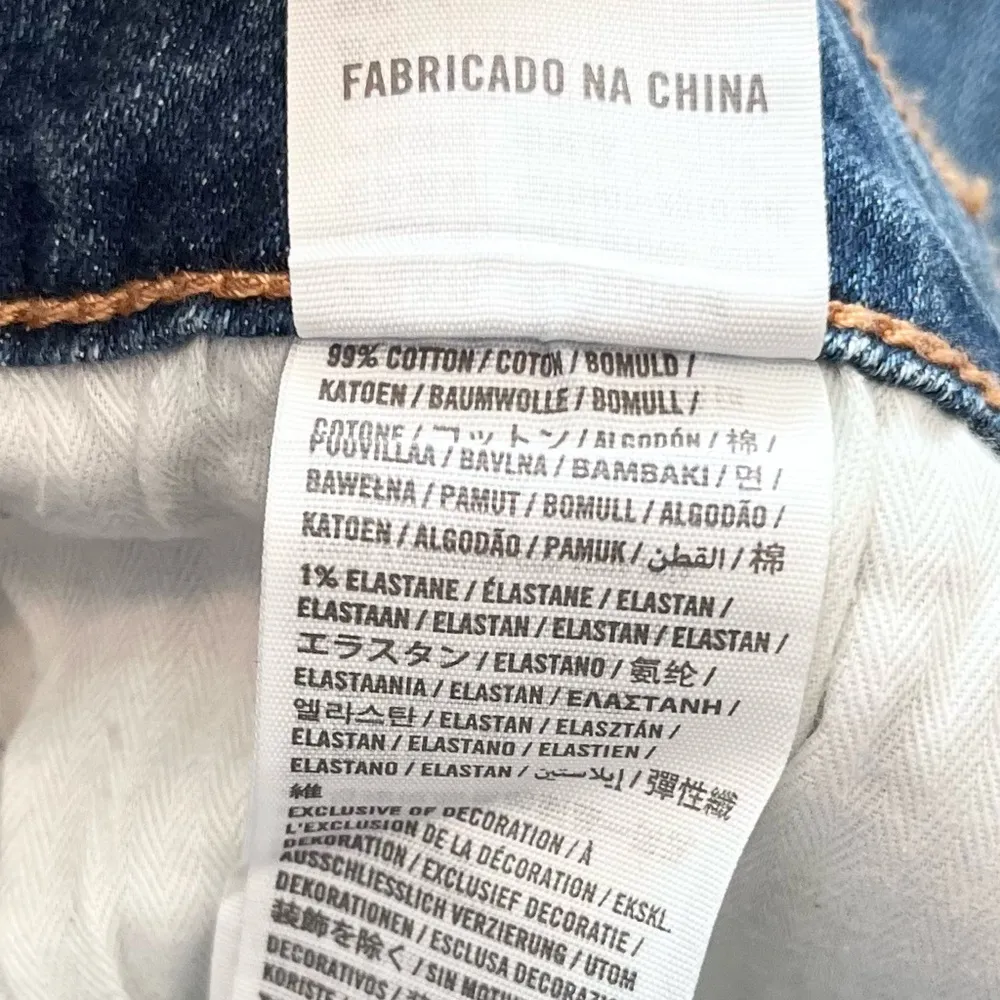 FABRICADO NA CHINA
99% COTTON / COTON / BOMULD /
KATOEN / BAUMWOLLE / BOMULL /
COTONE / コットン / ALGODÓN / 棉 /
PUUVILLAA / BAVLNA / BAMBAKI / 면 /
BAWEŁNA / PAMUT / BOMULL / ALGODÃO /
KATOEN / ALGODÃO / PAMUK / القطن / 棉
1% ELASTANE / ÉLASTANE / ELASTAN /
ELASTAAN / ELASTAN / ELASTAN / ELASTAN /
エラスタン / ELASTANO / 氨纶 /
ELASTAANIA / ELASTAN / ΕΛΑΣΤΑΝΗ /
엘라스탄 / ELASTAN / ELASZTÁN /
ELASTAN / ELASTANO / ELASTIEN /
ELASTANO / ELASTAN / إيلاستين / 彈性纖
維
EXCLUSIVE OF DECORATION / À
L'EXCLUSION DE LA DÉCORATION / EKSKL.
DEKORATION / EXCLUSIEF DECORATIE /
AUSSCHLIESSLICH VERZIERUNG / UTOM
DEKORATIONEN / ESCLUSA DECORAZI
装飾を除く / SIN
DECORATIVOS /
KORISTE /